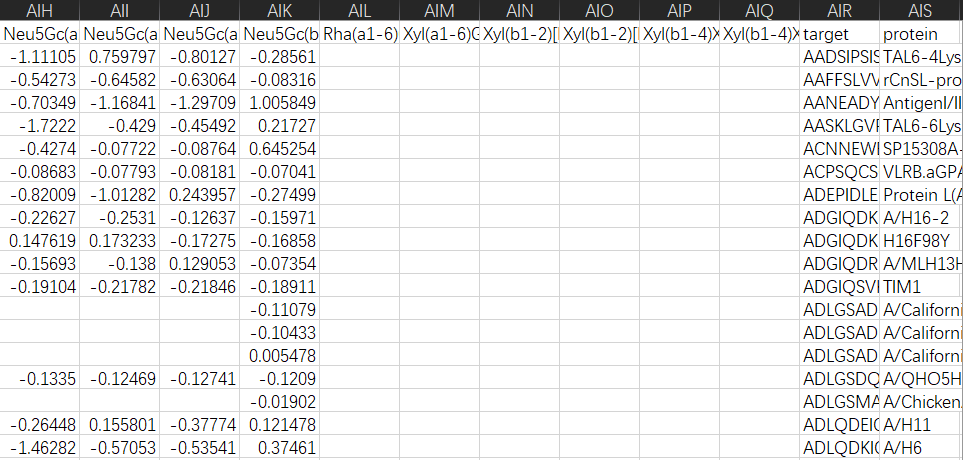 AIH AII AIJ AIK AIL AIM AIN AIO AIP AIQ AIR AIS
Neu5Gc(a Neu5Gc(a Neu5Gc(a Neu5Gc(b Rha(a1-6) Xyl(a1-6)G Xyl(b1-2)[ Xyl(b1-2)[ Xyl(b1-4)X Xyl(b1-4)X target protein
-1.11105 0.759797 -0.80127 -0.28561 AADSIPSIS TAL6-4Lys
-0.54273 -0.64582 -0.63064 -0.08316 AAFFSLVV rCnSL-pro
-0.70349 -1.16841 -1.29709 1.005849 AANEADY AntigenI/II
-1.7222 -0.429 -0.45492 0.21727 AASKLGVF TAL6-6Lys
-0.4274 -0.07722 -0.08764 0.645254 ACNNEW SP15308A-
-0.08683 -0.07793 -0.08181 -0.07041 ACPSQCS VLRB.aGPA
-0.82009 -1.01282 0.243957 -0.27499 ADEPIDLE Protein L(A
-0.22627 -0.2531 -0.12637 -0.15971 ADGIQDK A/H16-2
0.147619 0.173233 -0.17275 -0.16858 ADGIQDK H16F98Y
-0.15693 -0.138 0.129053 -0.07354 ADGIQDR A/MLH13H
-0.19104 -0.21782 -0.21846 -0.18911 ADGIQSV TIM1
-0.11079 ADLGSAD A/Californi
-0.10433 ADLGSAD A/Californi
0.005478 ADLGSAD A/Californi
-0.1335 -0.12469 -0.12741 -0.1209 ADLGSDQ A/QHO5H
-0.01902 ADLGSMA A/Chicken
-0.26448 0.155801 -0.37774 0.121478 ADLQDEI A/H11
-1.46282 -0.57053 -0.53541 0.37461 ADLQDKI A/H6